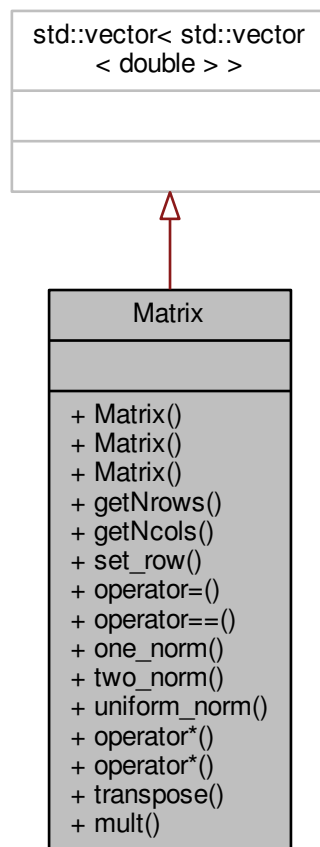 std::vector< std::vector
< double > >
Matrix
+ Matrix()
+ Matrix()
+ Matrix()
+ getNrows()
+ getNcols()
+ set_row()
+ operator=()
+ operator==()
+ one_norm()
+ two_norm()
+ uniform_norm()
+ operator*()
+ operator*()
+ transpose()
+ mult()